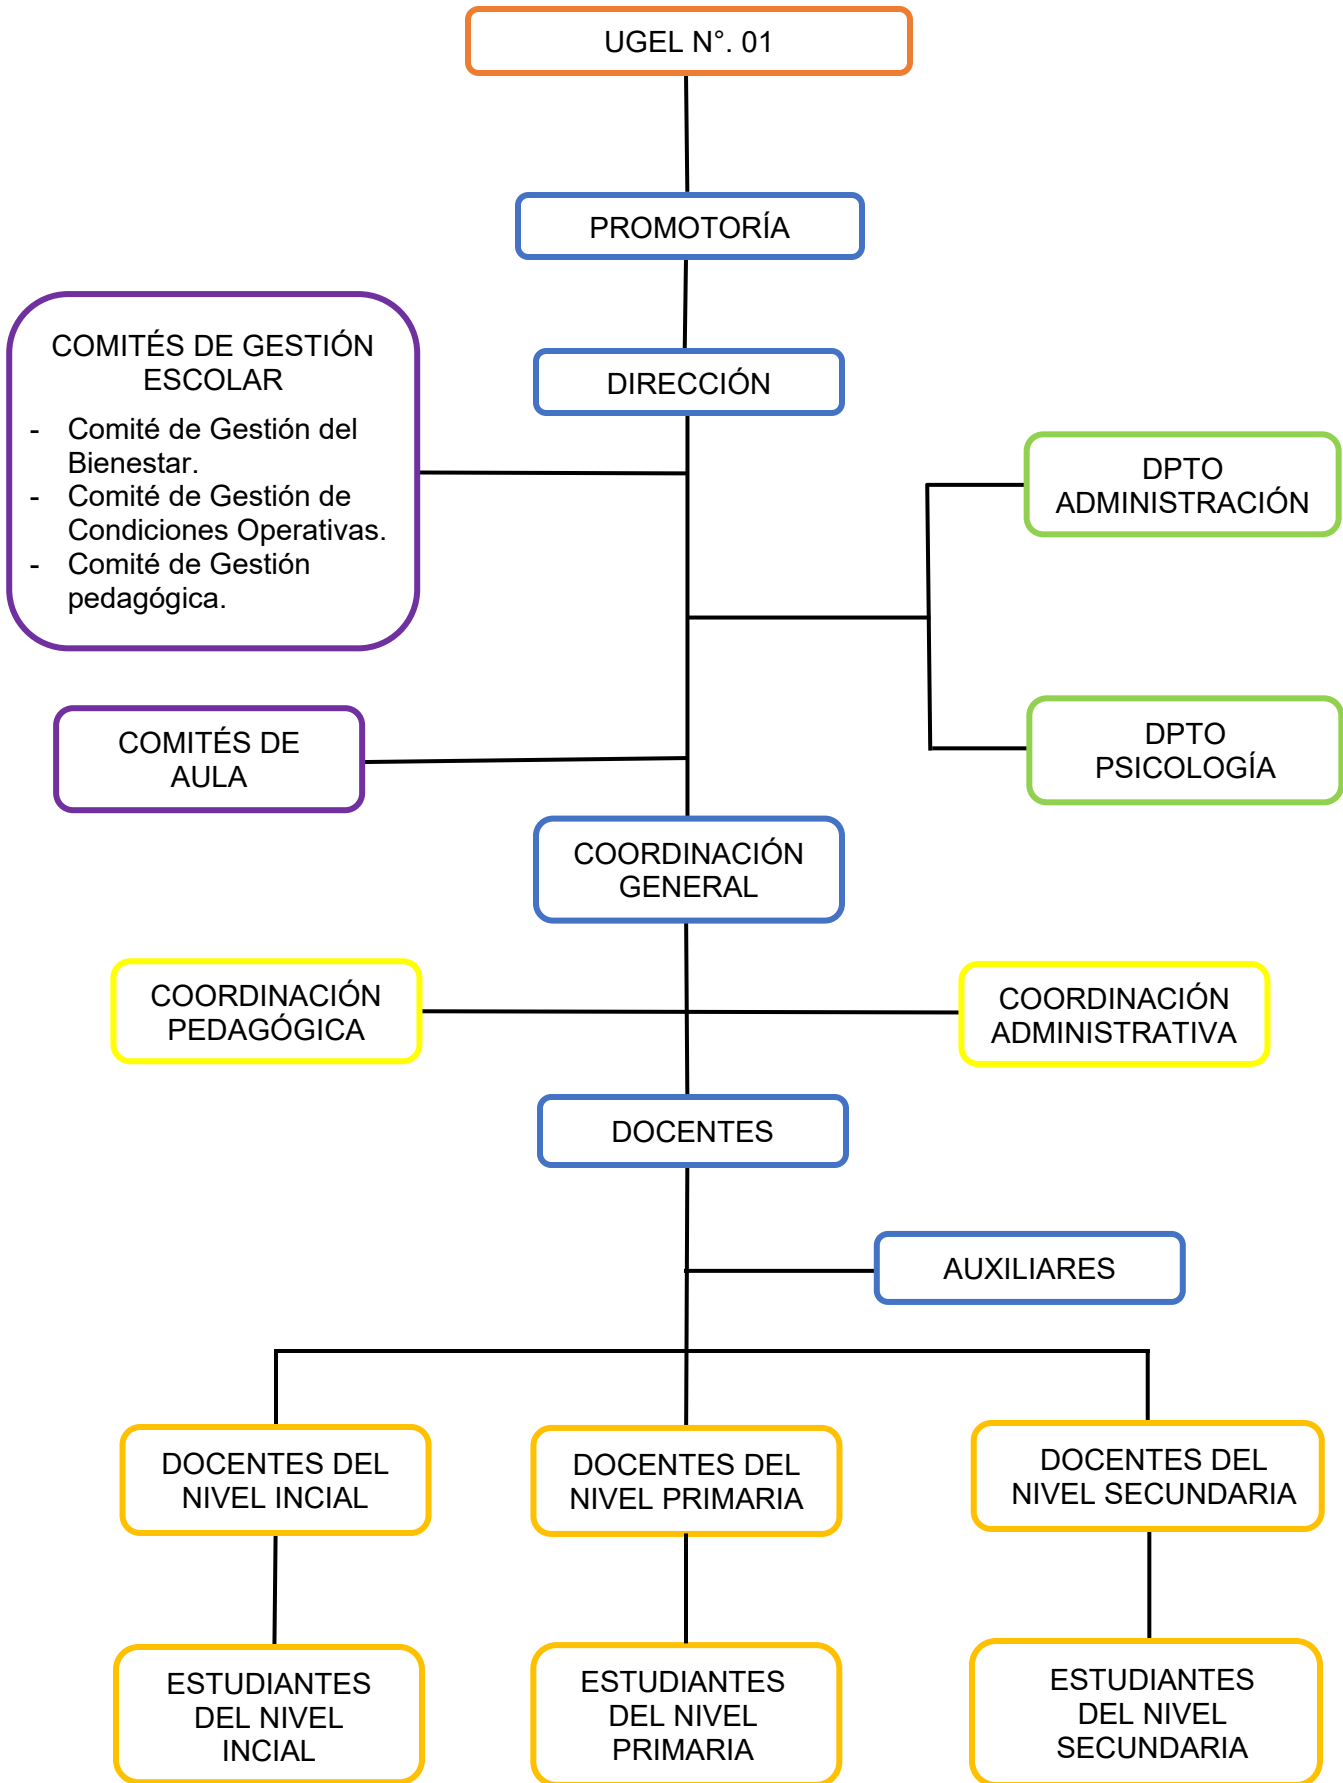 UGEL N°. 01
PROMOTORÍA
COMITÉS DE GESTIÓN
ESCOLAR
- Comité de Gestión del
Bienestar.
- Comité de Gestión de
Condiciones Operativas.
- Comité de Gestión
pedagógica.
DIRECCIÓN
DPTO
ADMINISTRACIÓN
COMITÉS DE
AULA
DPTO
PSICOLOGÍA
COORDINACIÓN
GENERAL
COORDINACIÓN
PEDAGÓGICA
COORDINACIÓN
ADMINISTRATIVA
DOCENTES
AUXILIARES
DOCENTES DEL
NIVEL INCIAL
DOCENTES DEL
NIVEL PRIMARIA
DOCENTES DEL
NIVEL SECUNDARIA
ESTUDIANTES
DEL NIVEL
INCIAL
ESTUDIANTES
DEL NIVEL
PRIMARIA
ESTUDIANTES
DEL NIVEL
SECUNDARIA